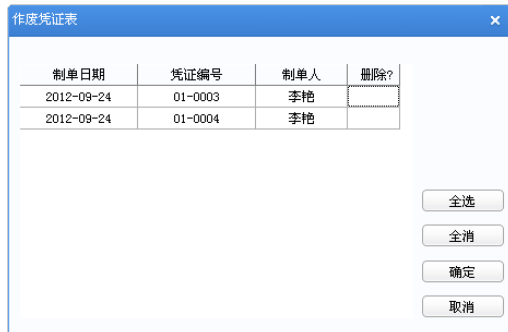 作废凭证表
制单日期 凭证编号 制单人 删除?
2012-09-24 01-0003 李艳
2012-09-24 01-0004 李艳
全选
全消
确定
取消